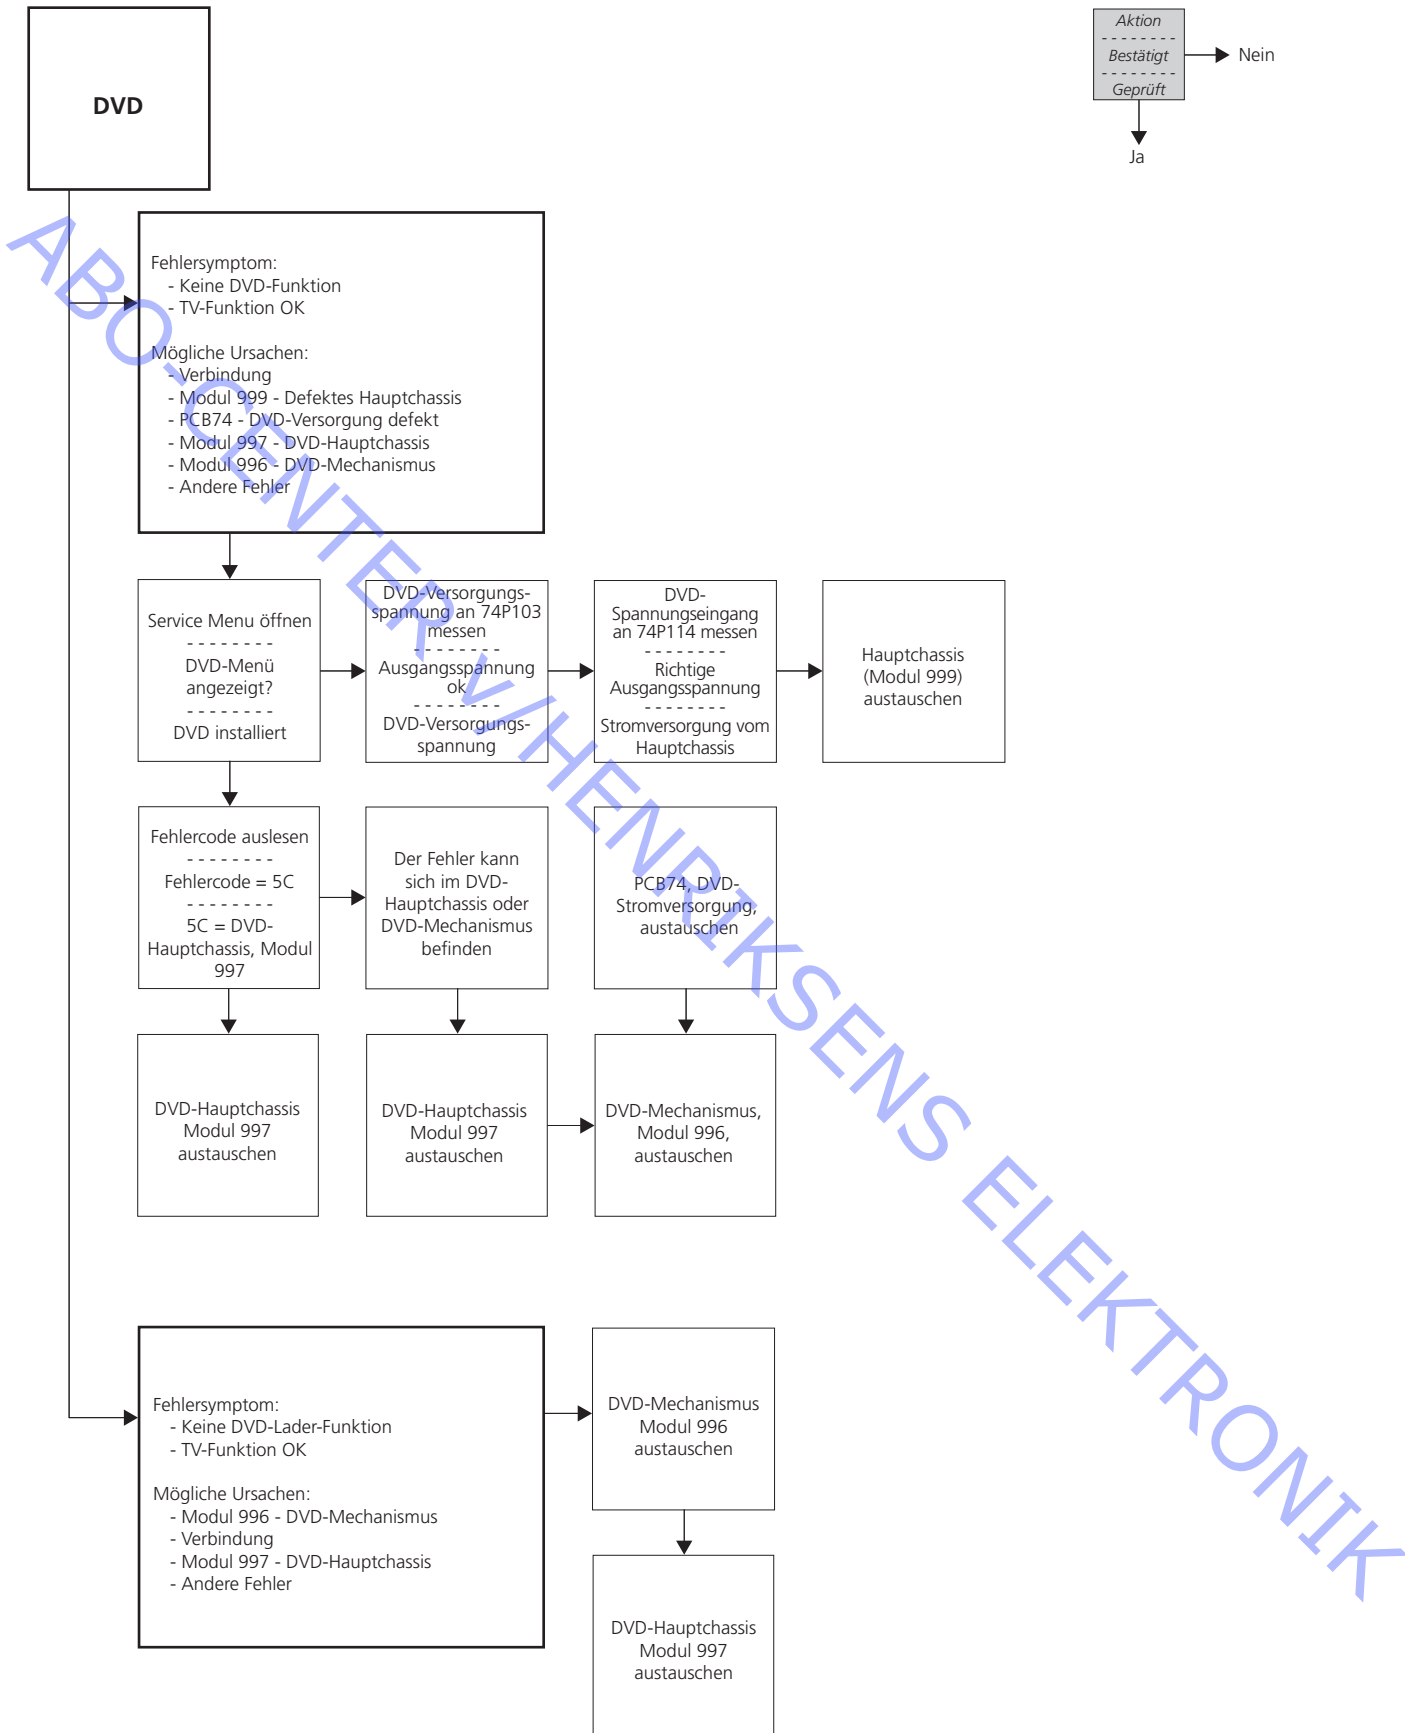 DVD
Aktion
- - - - - - - -
Bestätigt
- - - - - - - -
Geprüft
Nein
Ja
Fehlersymptom:
- Keine DVD-Funktion
- TV-Funktion OK
Mögliche Ursachen:
- Verbindung
- Modul 999 - Defektes Hauptchassis
- PCB74 - DVD-Versorgung defekt
- Modul 997 - DVD-Hauptchassis
- Modul 996 - DVD-Mechanismus
- Andere Fehler
Service Menu öffnen
- - - - - - - -
DVD-Menü
angezeigt?
- - - - - - - -
DVD installiert
DVD-Versorgungs-
spannung an 74P103
messen
- - - - - - - -
Ausgangsspannung
ok
- - - - - - - -
DVD-Versorgungs-
spannung
DVD-
Spannungseingang
an 74P114 messen
- - - - - - - -
Richtige
Ausgangsspannung
- - - - - - - -
Stromversorgung vom
Hauptchassis
Hauptchassis
(Modul 999)
austauschen
Fehlercode auslesen
- - - - - - - -
Fehlercode = 5C
- - - - - - - -
5C = DVD-
Hauptchassis, Modul
997
Der Fehler kann
sich im DVD-
Hauptchassis oder
DVD-Mechanismus
befinden
PCB74, DVD-
Stromversorgung,
austauschen
DVD-Hauptchassis
Modul 997
austauschen
DVD-Hauptchassis
Modul 997
austauschen
DVD-Mechanismus,
Modul 996,
austauschen
Fehlersymptom:
- Keine DVD-Lader-Funktion
- TV-Funktion OK
Mögliche Ursachen:
- Modul 996 - DVD-Mechanismus
- Verbindung
- Modul 997 - DVD-Hauptchassis
- Andere Fehler
DVD-Mechanismus
Modul 996
austauschen
DVD-Hauptchassis
Modul 997
austauschen
ABO-CENTER v/HENRIKSENS ELEKTRONIK